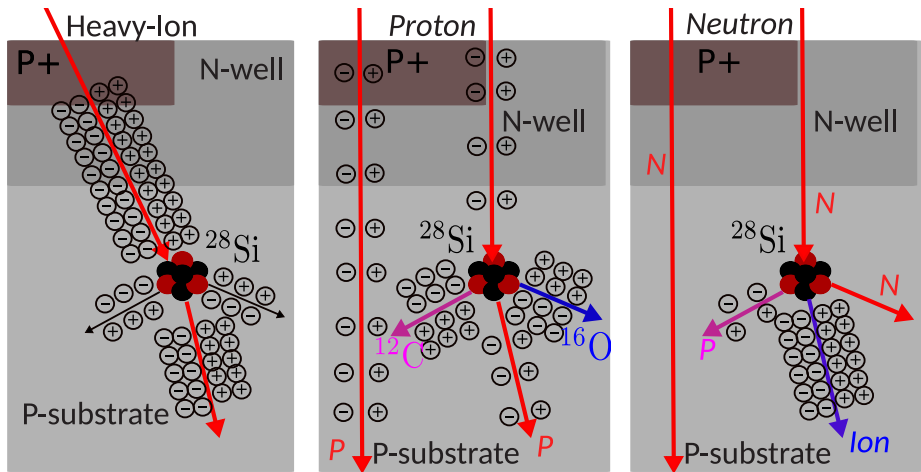 Heavy-Ion
P+
N-well
²⁸Si
P-substrate
Proton
P+
N-well
²⁸Si
¹²C
¹⁶O
P
P
P-substrate
Neutron
P+
N-well
N
N
²⁸Si
N
P
Ion
P-substrate